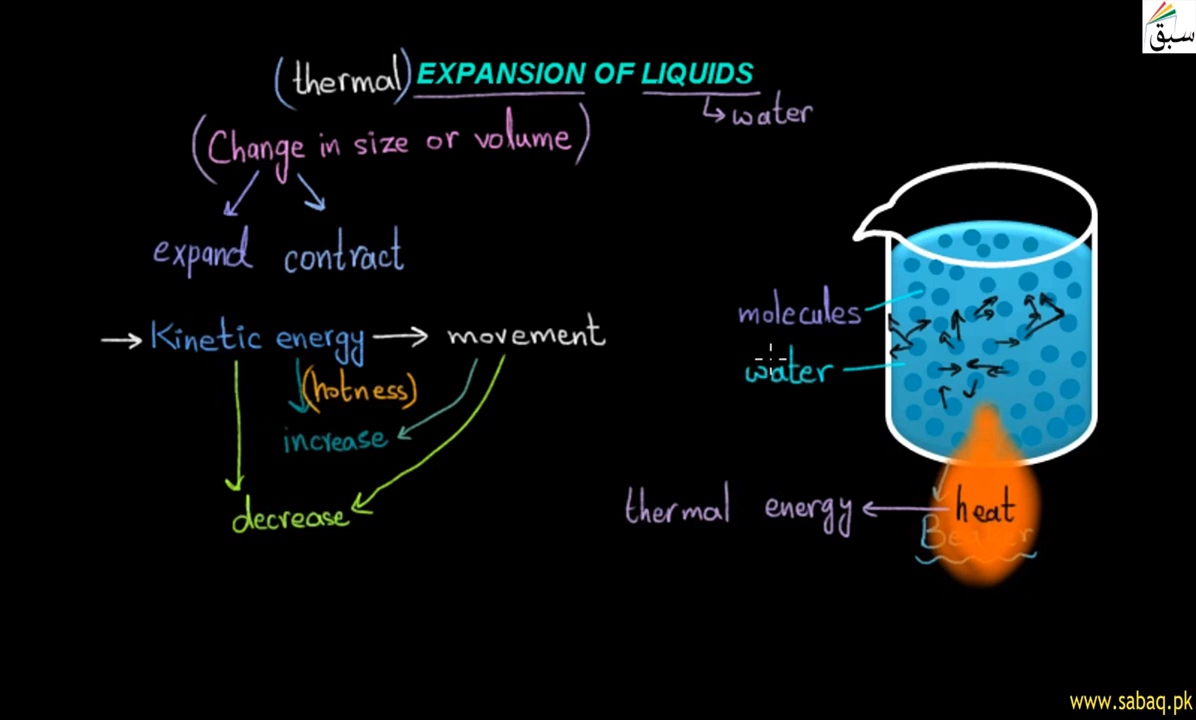 سبق
(thermal) EXPANSION OF LIQUIDS
↳ water
(Change in size or volume)
expand contract
→ Kinetic energy → movement
(hotness)
increase
decrease
molecules
water
thermal energy ← heat
Beaker
www.sabaq.pk